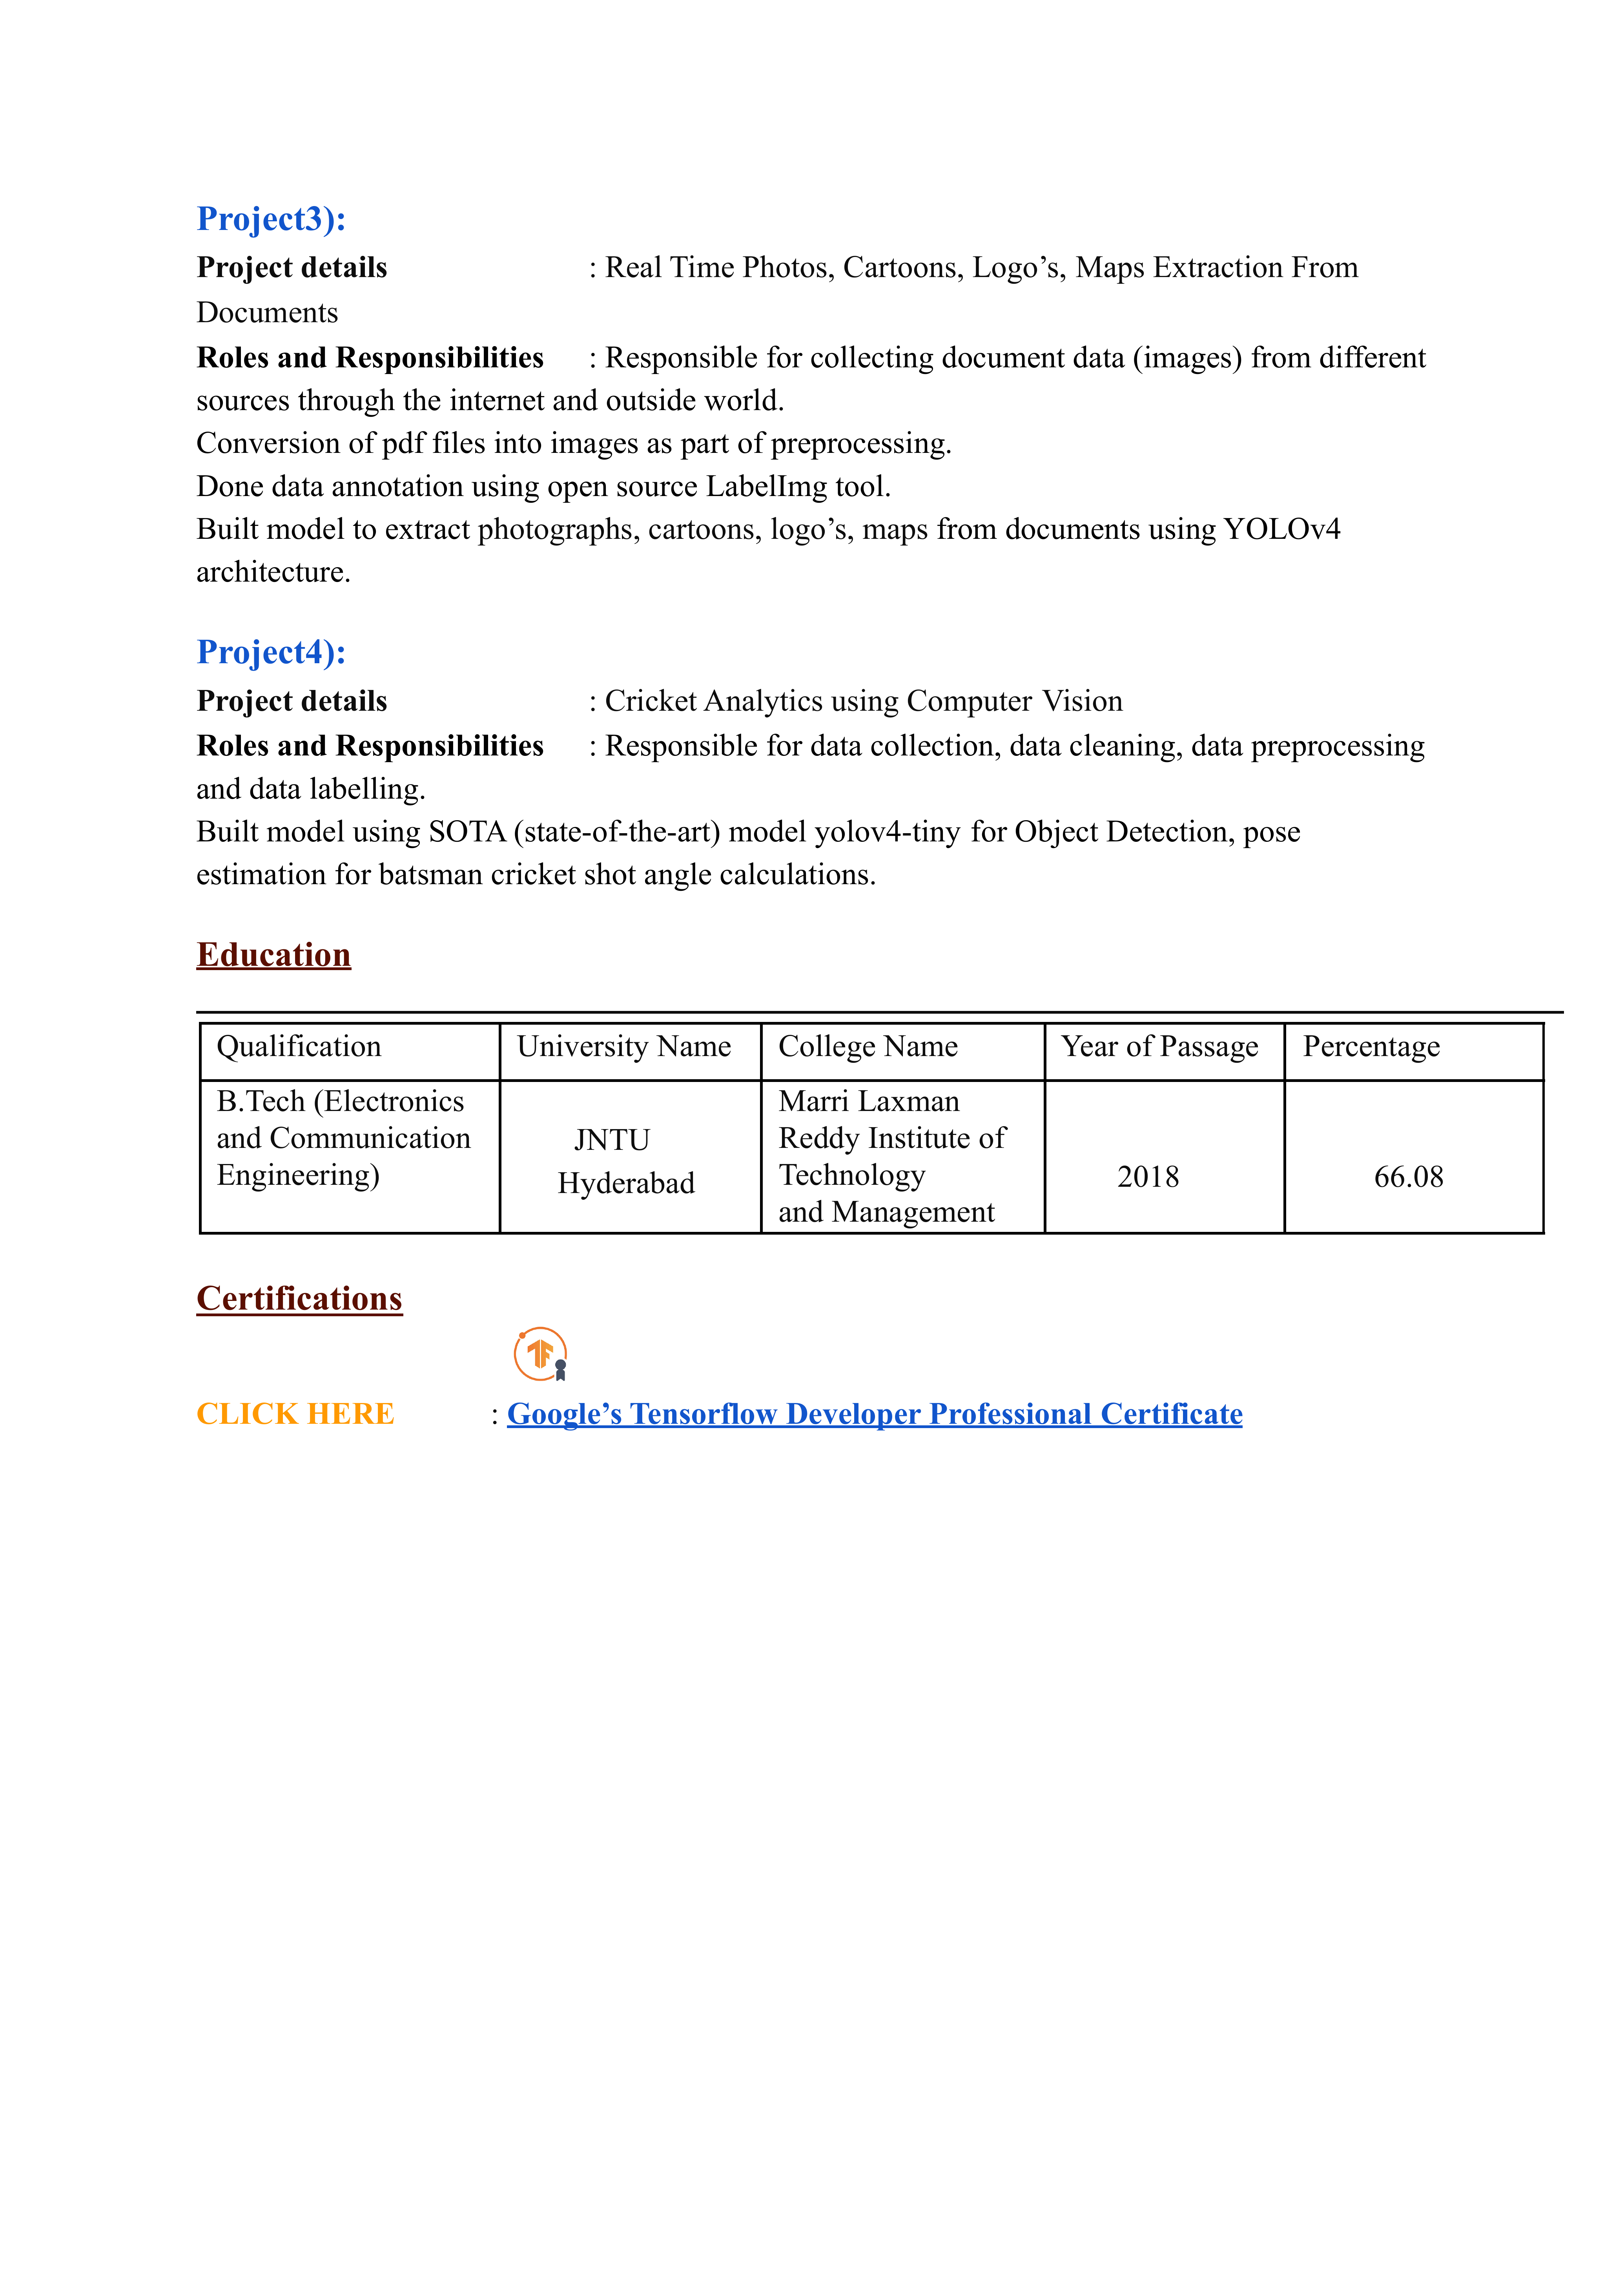 Project3):
Project details : Real Time Photos, Cartoons, Logo’s, Maps Extraction From
Documents
Roles and Responsibilities : Responsible for collecting document data (images) from different
sources through the internet and outside world.
Conversion of pdf files into images as part of preprocessing.
Done data annotation using open source LabelImg tool.
Built model to extract photographs, cartoons, logo’s, maps from documents using YOLOv4
architecture.
Project4):
Project details : Cricket Analytics using Computer Vision
Roles and Responsibilities : Responsible for data collection, data cleaning, data preprocessing
and data labelling.
Built model using SOTA (state-of-the-art) model yolov4-tiny for Object Detection, pose
estimation for batsman cricket shot angle calculations.
Education
Qualification University Name College Name Year of Passage Percentage
B.Tech (Electronics
and Communication
Engineering)
JNTU
Hyderabad
Marri Laxman
Reddy Institute of
Technology
and Management
2018
66.08
Certifications
CLICK HERE : Google’s Tensorflow Developer Professional Certificate